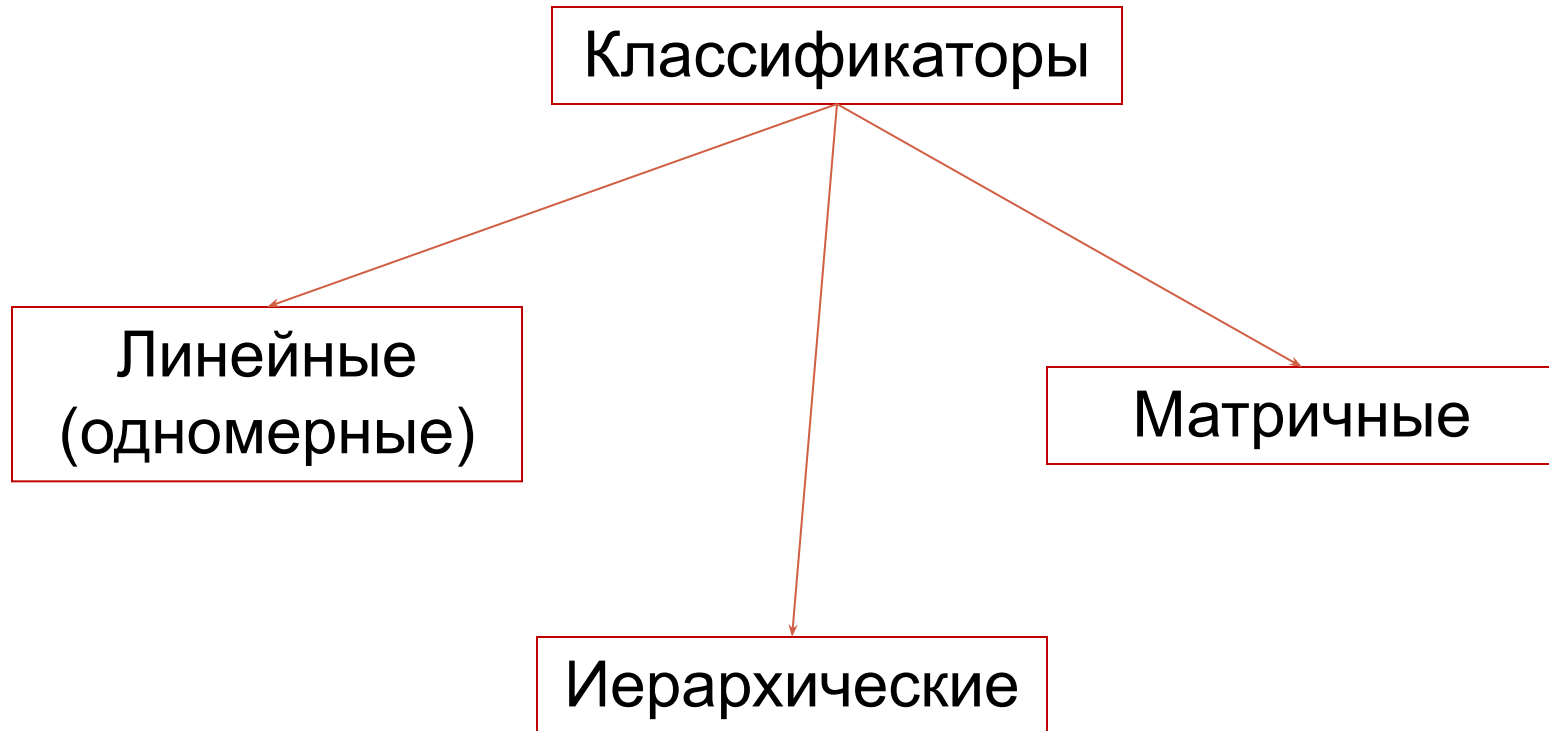 Классификаторы
Линейные
(одномерные)
Матричные
Иерархические